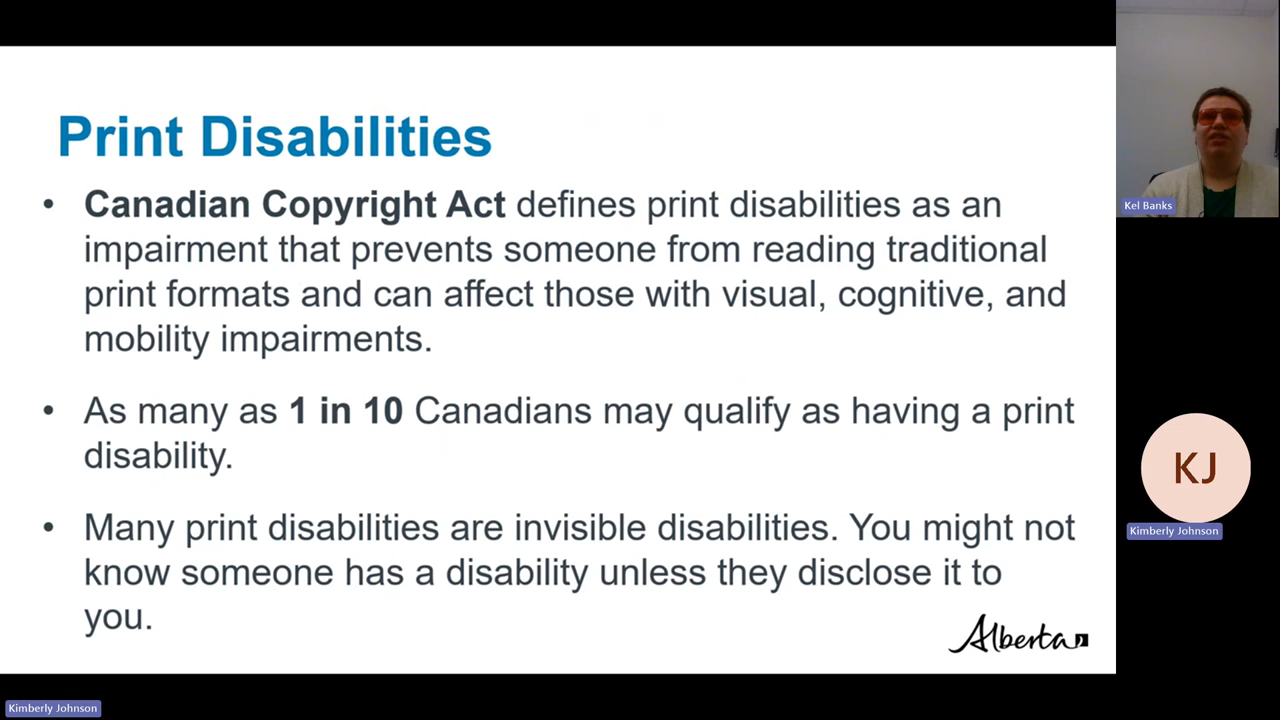 Print Disabilities
• Canadian Copyright Act defines print disabilities as an
impairment that prevents someone from reading traditional
print formats and can affect those with visual, cognitive, and
mobility impairments.
• As many as 1 in 10 Canadians may qualify as having a print
disability.
• Many print disabilities are invisible disabilities. You might not
know someone has a disability unless they disclose it to
you.
Alberta
Kel Banks
KJ
Kimberly Johnson
Kimberly Johnson